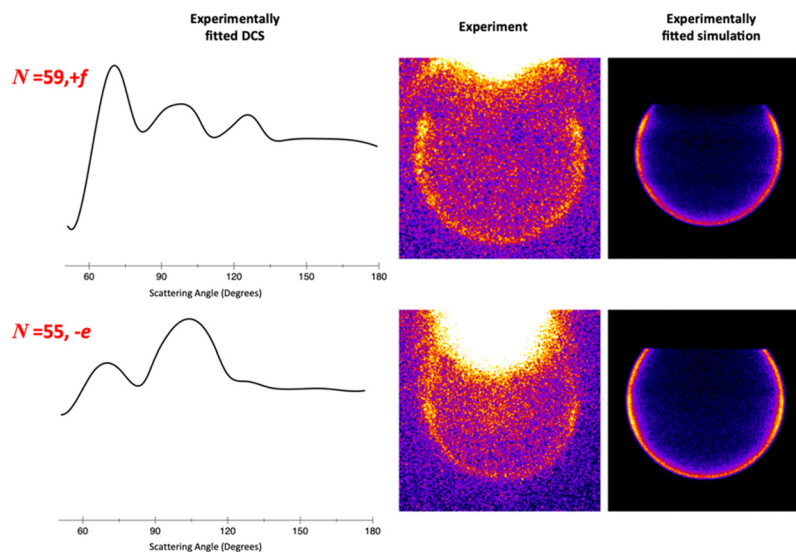 Experimentally
fitted DCS
Experiment
Experimentally
fitted simulation
N=59,+f
60 90 120 150 180
Scattering Angle (Degrees)
N=55, -e
60 90 120 150 180
Scattering Angle (Degrees)